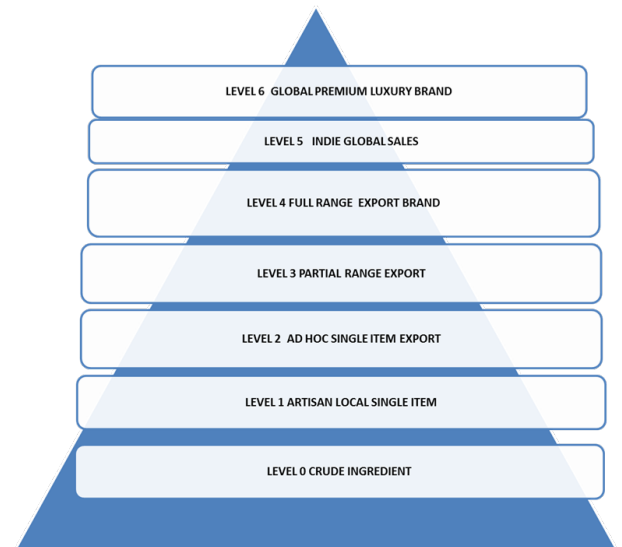 LEVEL 6 GLOBAL PREMIUM LUXURY BRAND
LEVEL 5 INDIE GLOBAL SALES
LEVEL 4 FULL RANGE EXPORT BRAND
LEVEL 3 PARTIAL RANGE EXPORT
LEVEL 2 AD HOC SINGLE ITEM EXPORT
LEVEL 1 ARTISAN LOCAL SINGLE ITEM
LEVEL 0 CRUDE INGREDIENT